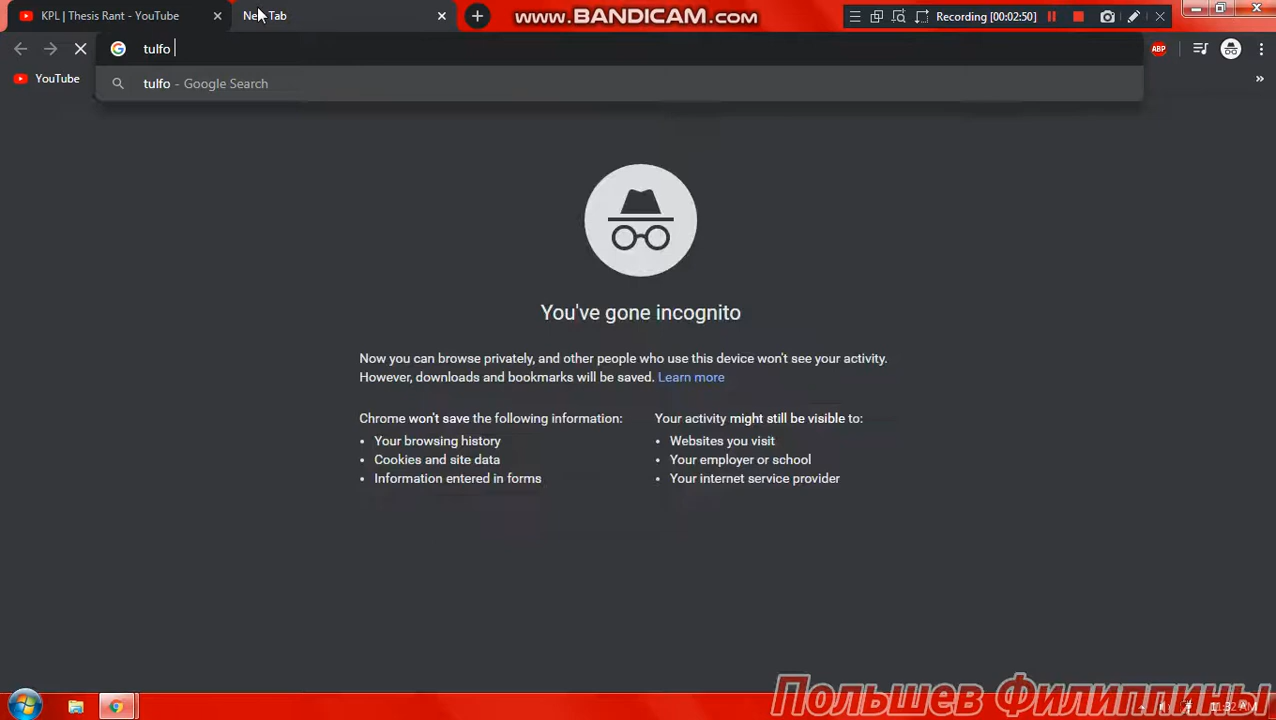 KPL | Thesis Rant - YouTube
New Tab
www.BANDICAM.com
Recording [00:02:50]
tulfo
ABP
YouTube
tulfo - Google Search
»
You've gone incognito
Now you can browse privately, and other people who use this device won't see your activity.
However, downloads and bookmarks will be saved. Learn more
Chrome won't save the following information:
• Your browsing history
• Cookies and site data
• Information entered in forms
Your activity might still be visible to:
• Websites you visit
• Your employer or school
• Your internet service provider
Польшев Филиппины
11:32 AM